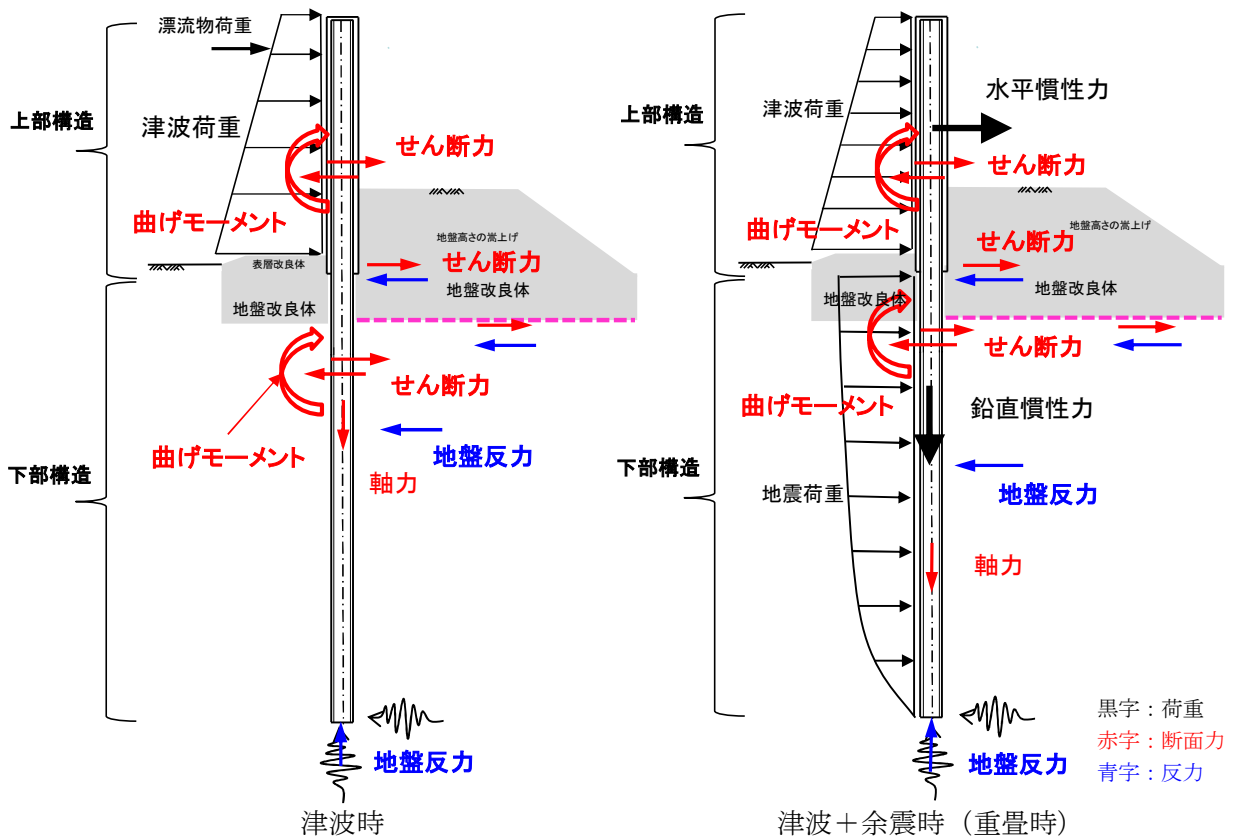 漂流物荷重
上部構造
津波荷重
せん断力
曲げモーメント
地盤高さの嵩上げ
表層改良体
せん断力
地盤改良体
地盤改良体
せん断力
曲げモーメント
地盤反力
下部構造
軸力
地盤反力
津波時
水平慣性力
上部構造
津波荷重
せん断力
曲げモーメント
地盤高さの嵩上げ
せん断力
地盤改良体
地盤改良体
せん断力
曲げモーメント
鉛直慣性力
下部構造
地震荷重
地盤反力
軸力
地盤反力
津波+余震時（重畳時）
黒字：荷重
赤字：断面力
青字：反力